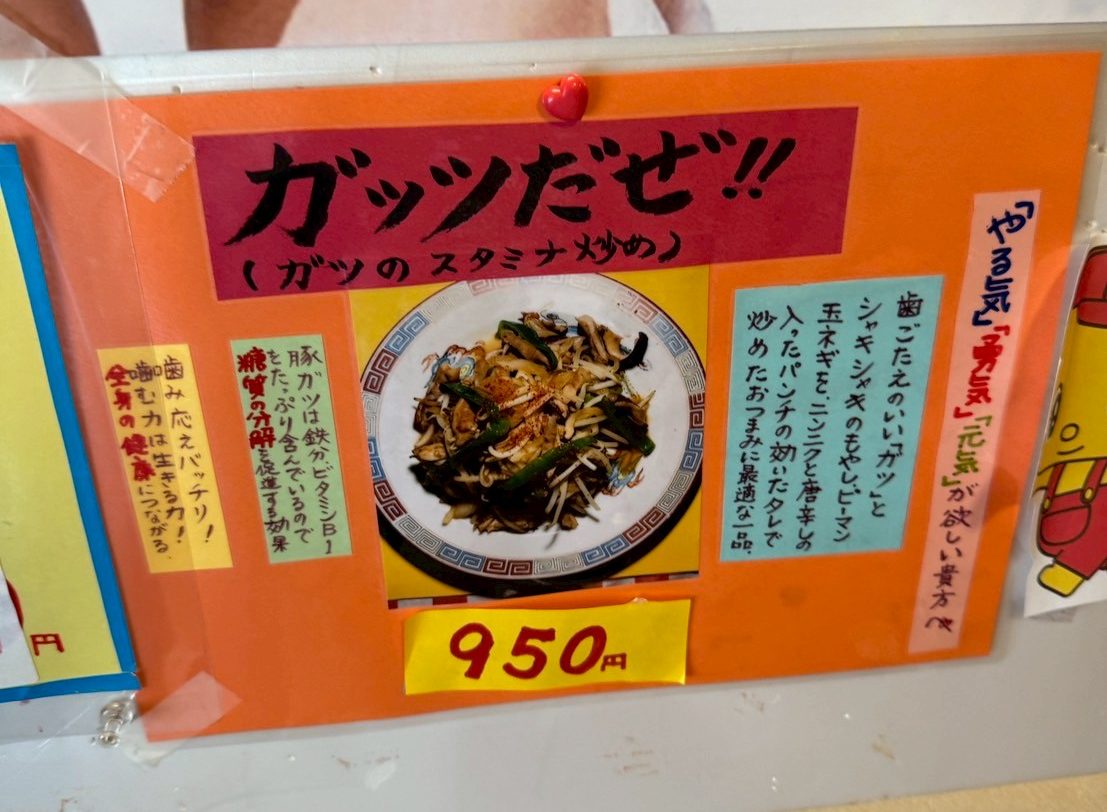 ガッツだぜ!!
(ガツのスタミナ炒め)
「やる気」「勇気」「元気」が欲しい貴方へ
歯ごたえのいい「ガツ」と
シャキシャキのもやし、ピーマン
玉ネギを、ニンニクと唐辛しの
入ったパンチの効いたタレで
炒めたおつまみに最適な一品。
豚ガツは鉄分ビタミンB1
をたっぷり含んでいるので
糖質の分解を促進する効果
噛み応えバッチリ!
噛む力は生きる力!
全身の健康につながる。
950円
円